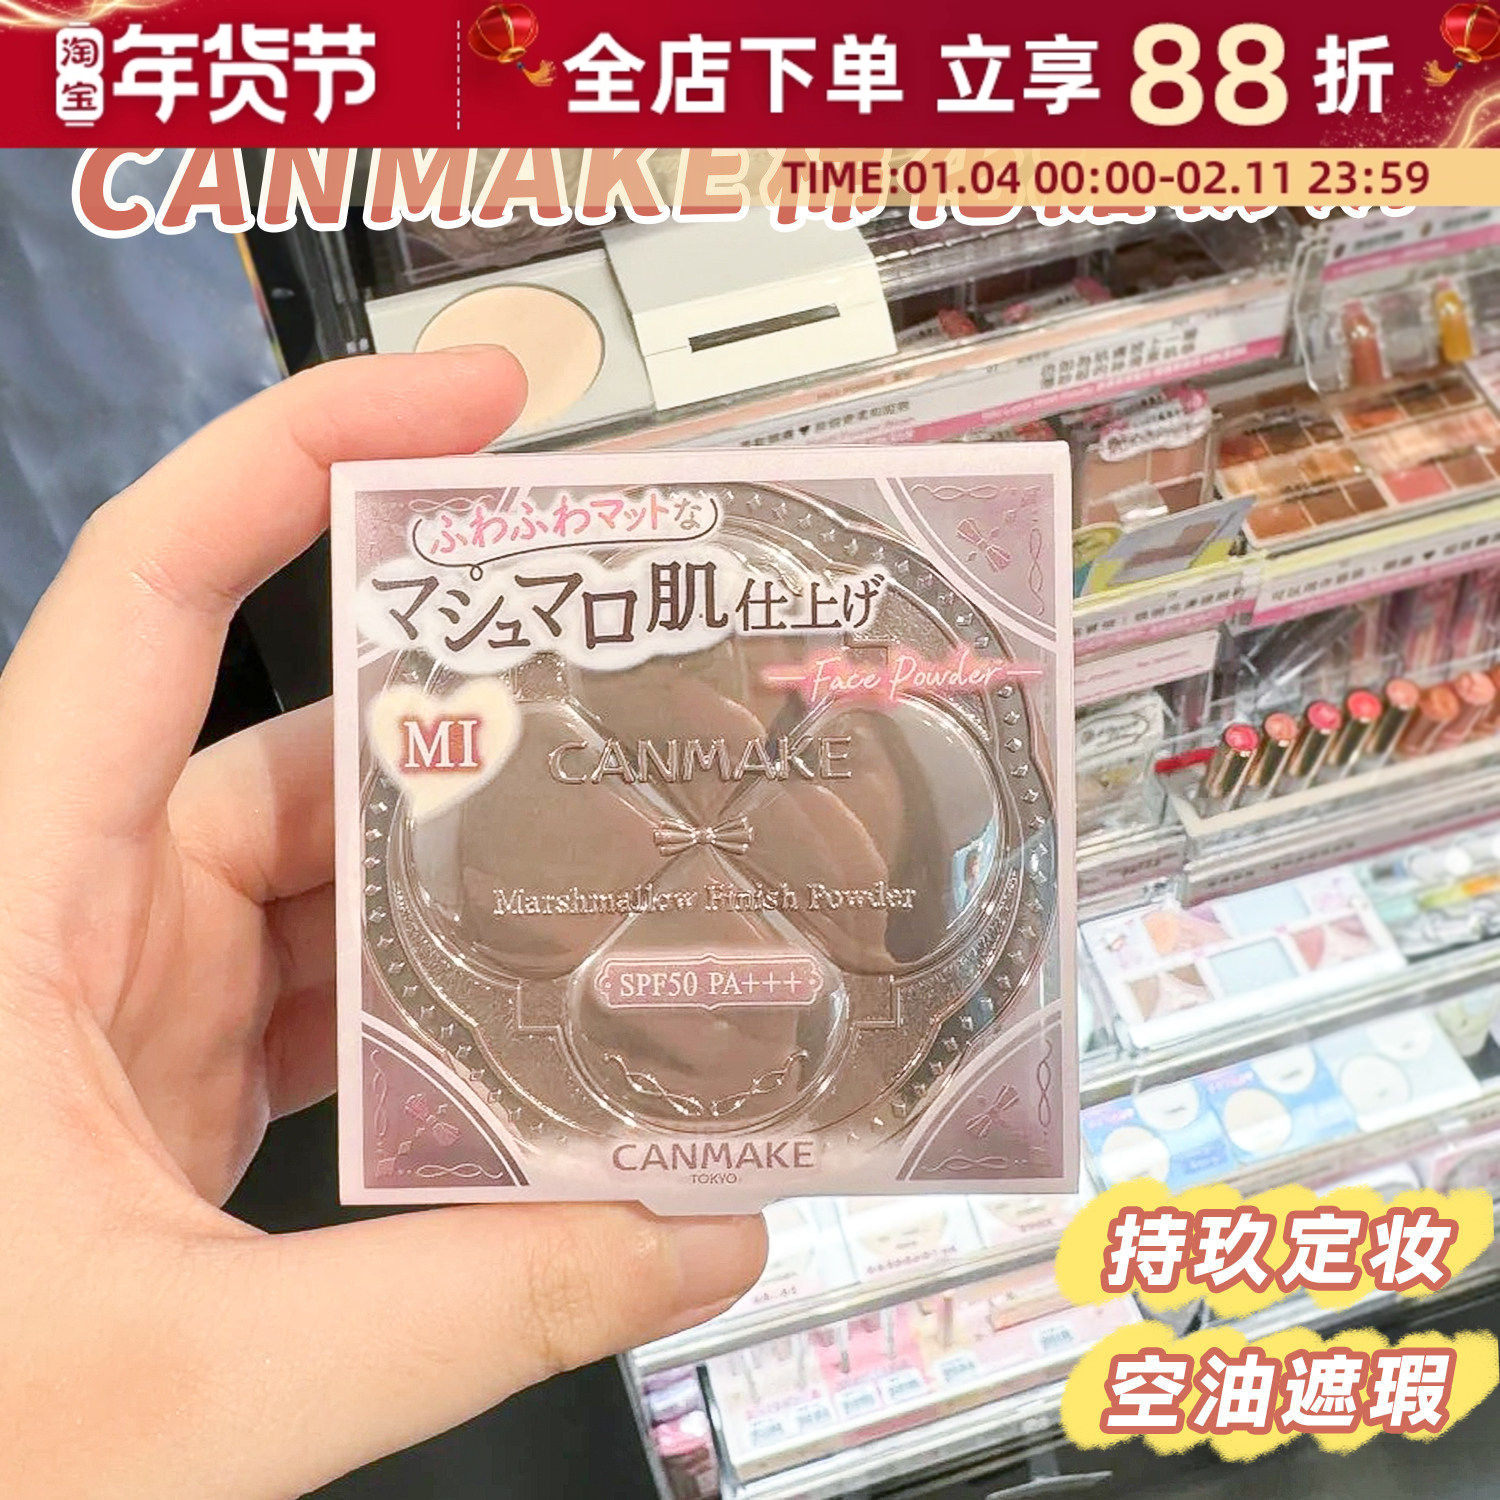 淘宝 年货节
全店下单 立享88折
TIME:01.04 00:00-02.11 23:59
CANMAKE
ふわふわマットな
マシュマロ肌仕上げ
Face Powder
MI
CANMAKE
Marshmallow Finish Powder
SPF50 PA+++
CANMAKE
TOKYO
持玖定妆
空油遮瑕